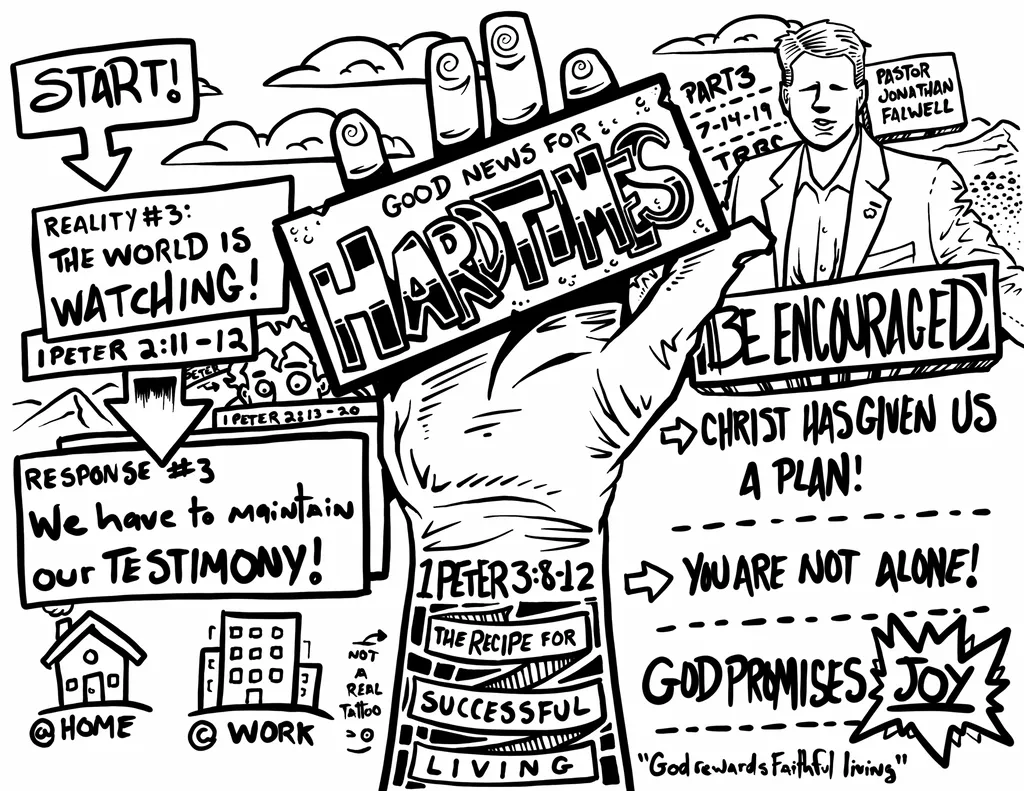 START!
REALITY #3:
THE WORLD IS
WATCHING!
1 PETER 2:11-12
PETER
1 PETER 2:13-20
RESPONSE #3
We have to maintain
our TESTIMONY!
@ HOME
@ WORK
NOT
A
REAL
TATTOO
=O)
GOOD NEWS FOR
HARD TIMES
1 PETER 3:8-12
THE RECIPE FOR
SUCCESSFUL
LIVING
PART 3
7-14-19
TRBC
PASTOR
JONATHAN
FALWELL
BE ENCOURAGED
CHRIST HAS GIVEN US
A PLAN!
YOU ARE NOT ALONE!
GOD PROMISES JOY
"God rewards Faithful living"